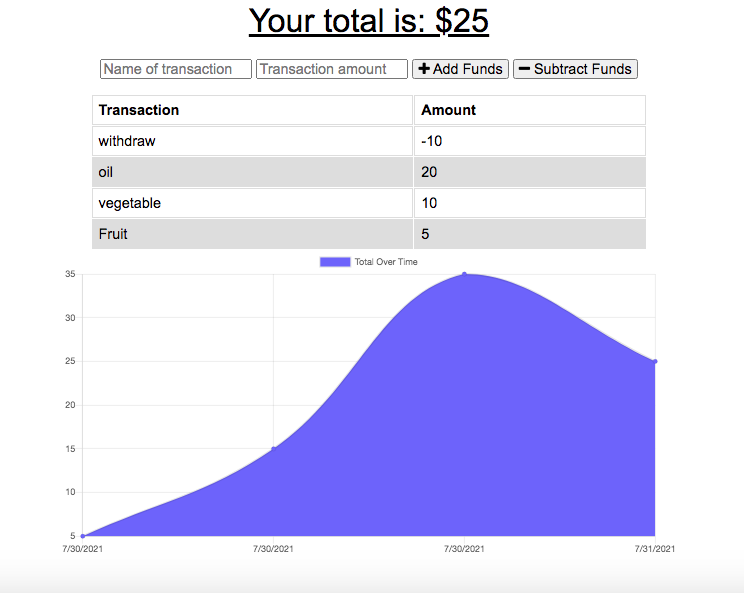 Your total is: $25
Name of transaction Transaction amount + Add Funds − Subtract Funds
Transaction Amount
withdraw -10
oil 20
vegetable 10
Fruit 5
Total Over Time
35
30
25
20
15
10
5
7/30/2021 7/30/2021 7/30/2021 7/31/2021